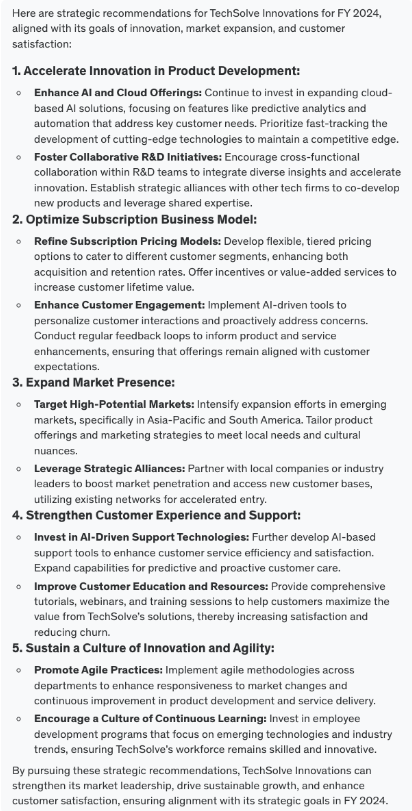 Here are strategic recommendations for TechSolve Innovations for FY 2024,
aligned with its goals of innovation, market expansion, and customer
satisfaction:
1. Accelerate Innovation in Product Development:
◦ Enhance AI and Cloud Offerings: Continue to invest in expanding cloud-
based AI solutions, focusing on features like predictive analytics and
automation that address key customer needs. Prioritize fast-tracking the
development of cutting-edge technologies to maintain a competitive edge.
◦ Foster Collaborative R&D Initiatives: Encourage cross-functional
collaboration within R&D teams to integrate diverse insights and accelerate
innovation. Establish strategic alliances with other tech firms to co-develop
new products and leverage shared expertise.
2. Optimize Subscription Business Model:
◦ Refine Subscription Pricing Models: Develop flexible, tiered pricing
options to cater to different customer segments, enhancing both
acquisition and retention rates. Offer incentives or value-added services to
increase customer lifetime value.
◦ Enhance Customer Engagement: Implement AI-driven tools to
personalize customer interactions and proactively address concerns.
Conduct regular feedback loops to inform product and service
enhancements, ensuring that offerings remain aligned with customer
expectations.
3. Expand Market Presence:
◦ Target High-Potential Markets: Intensify expansion efforts in emerging
markets, specifically in Asia-Pacific and South America. Tailor product
offerings and marketing strategies to meet local needs and cultural
nuances.
◦ Leverage Strategic Alliances: Partner with local companies or industry
leaders to boost market penetration and access new customer bases,
utilizing existing networks for accelerated entry.
4. Strengthen Customer Experience and Support:
◦ Invest in AI-Driven Support Technologies: Further develop AI-based
support tools to enhance customer service efficiency and satisfaction.
Expand capabilities for predictive and proactive customer care.
◦ Improve Customer Education and Resources: Provide comprehensive
tutorials, webinars, and training sessions to help customers maximize the
value from TechSolve's solutions, thereby increasing satisfaction and
reducing churn.
5. Sustain a Culture of Innovation and Agility:
◦ Promote Agile Practices: Implement agile methodologies across
departments to enhance responsiveness to market changes and
continuous improvement in product development and service delivery.
◦ Encourage a Culture of Continuous Learning: Invest in employee
development programs that focus on emerging technologies and industry
trends, ensuring TechSolve's workforce remains skilled and innovative.
By pursuing these strategic recommendations, TechSolve Innovations can
strengthen its market leadership, drive sustainable growth, and enhance
customer satisfaction, ensuring alignment with its strategic goals in FY 2024.